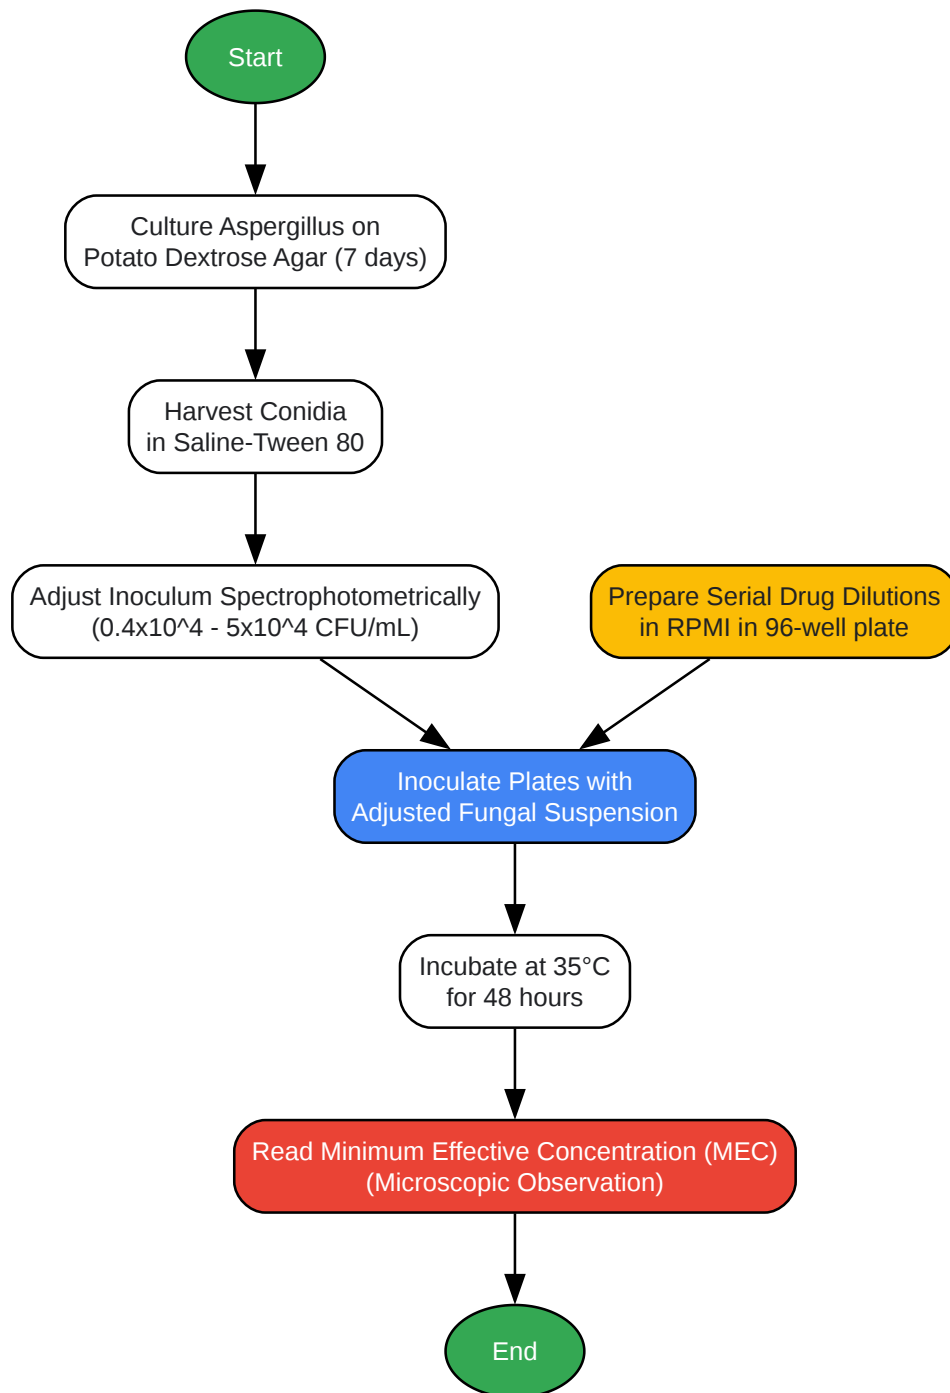 Start
Culture Aspergillus on
Potato Dextrose Agar (7 days)
Harvest Conidia
in Saline-Tween 80
Adjust Inoculum Spectrophotometrically
(0.4x10^4 - 5x10^4 CFU/mL)
Prepare Serial Drug Dilutions
in RPMI in 96-well plate
Inoculate Plates with
Adjusted Fungal Suspension
Incubate at 35°C
for 48 hours
Read Minimum Effective Concentration (MEC)
(Microscopic Observation)
End